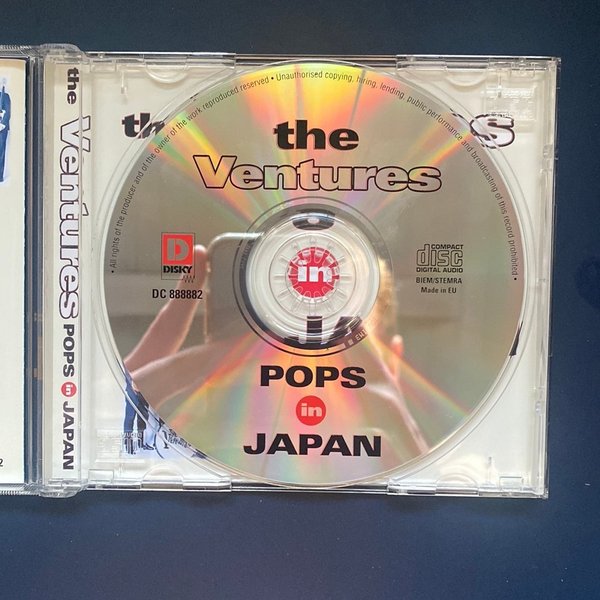 the Ventures POPS in JAPAN
• All rights of the producer and of the owner of the work reproduced reserved • Unauthorised copying, hiring, lending, public performance and broadcasting of this record prohibited •
the
Ventures
D
DISKY
DC 888882
COMPACT
disc
DIGITAL AUDIO
BIEM/STEMRA
Made in EU
in
POPS
in
JAPAN
2